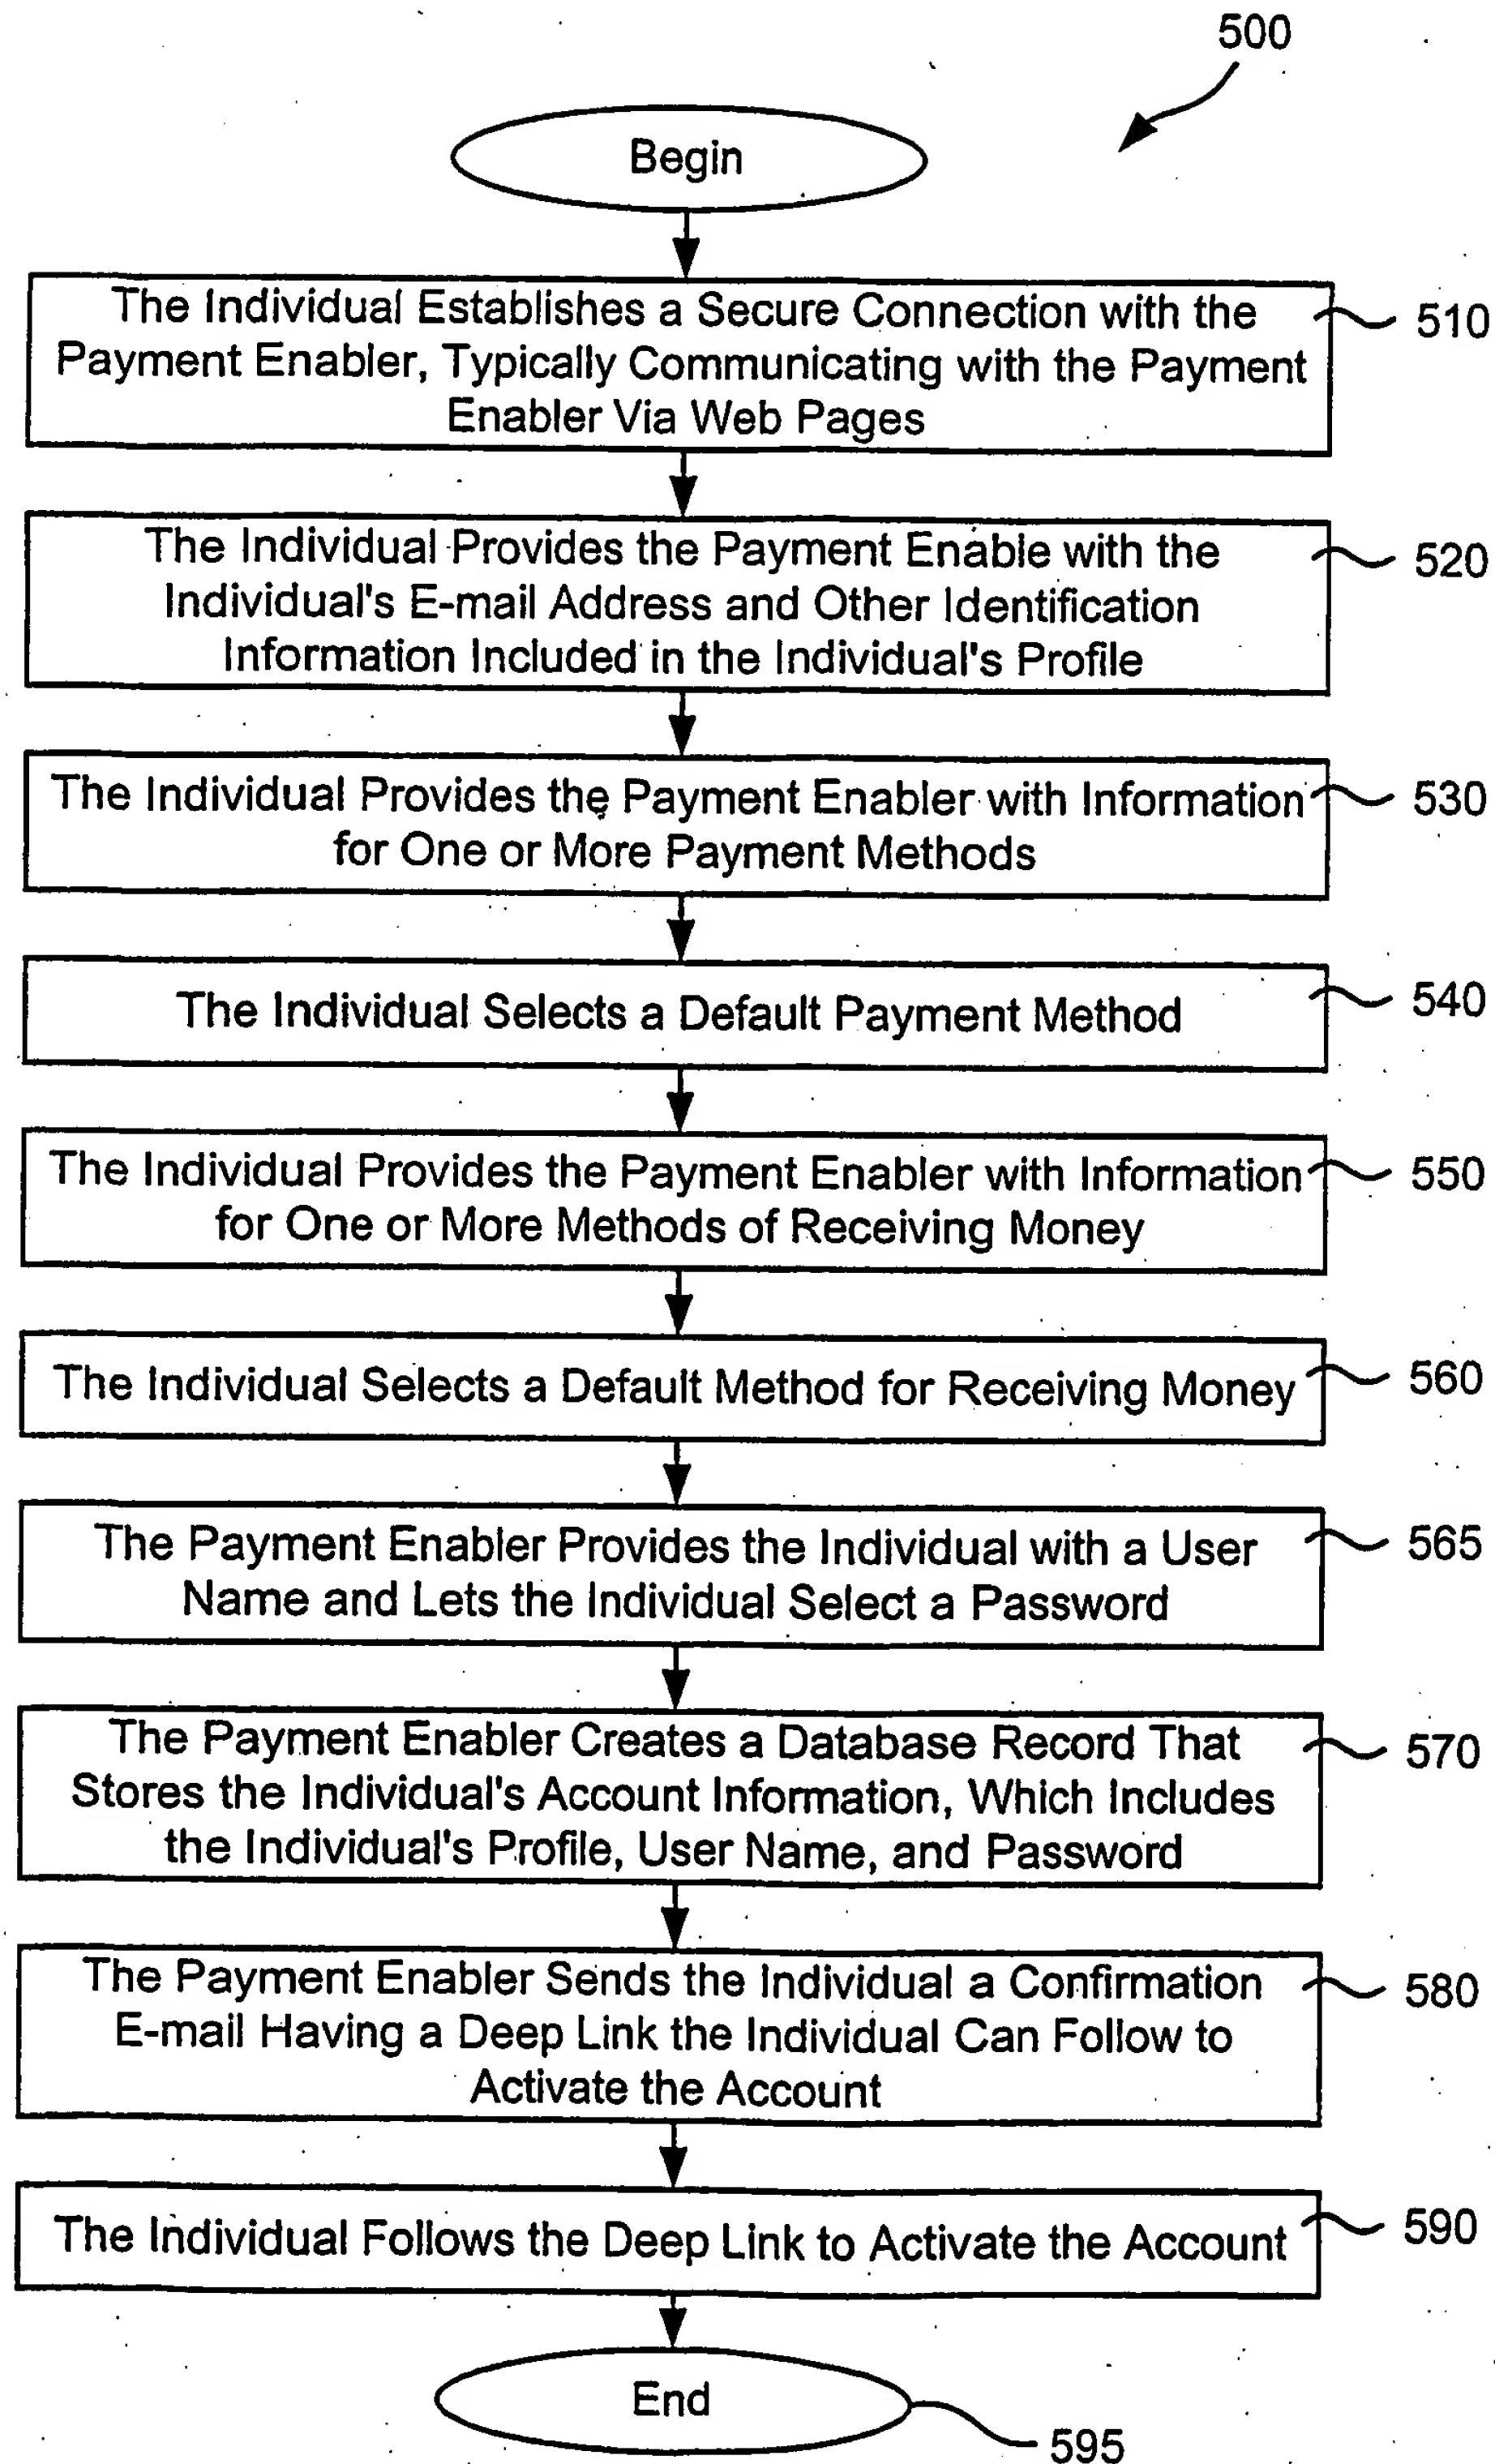 500
Begin
The Individual Establishes a Secure Connection with the
Payment Enabler, Typically Communicating with the Payment
Enabler Via Web Pages
510
The Individual Provides the Payment Enable with the
Individual's E-mail Address and Other Identification
Information Included in the Individual's Profile
520
The Individual Provides the Payment Enabler with Information
for One or More Payment Methods
530
The Individual Selects a Default Payment Method
540
The Individual Provides the Payment Enabler with Information
for One or More Methods of Receiving Money
550
The Individual Selects a Default Method for Receiving Money
560
The Payment Enabler Provides the Individual with a User
Name and Lets the Individual Select a Password
565
The Payment Enabler Creates a Database Record That
Stores the Individual's Account Information, Which Includes
the Individual's Profile, User Name, and Password
570
The Payment Enabler Sends the Individual a Confirmation
E-mail Having a Deep Link the Individual Can Follow to
Activate the Account
580
The Individual Follows the Deep Link to Activate the Account
590
End
595